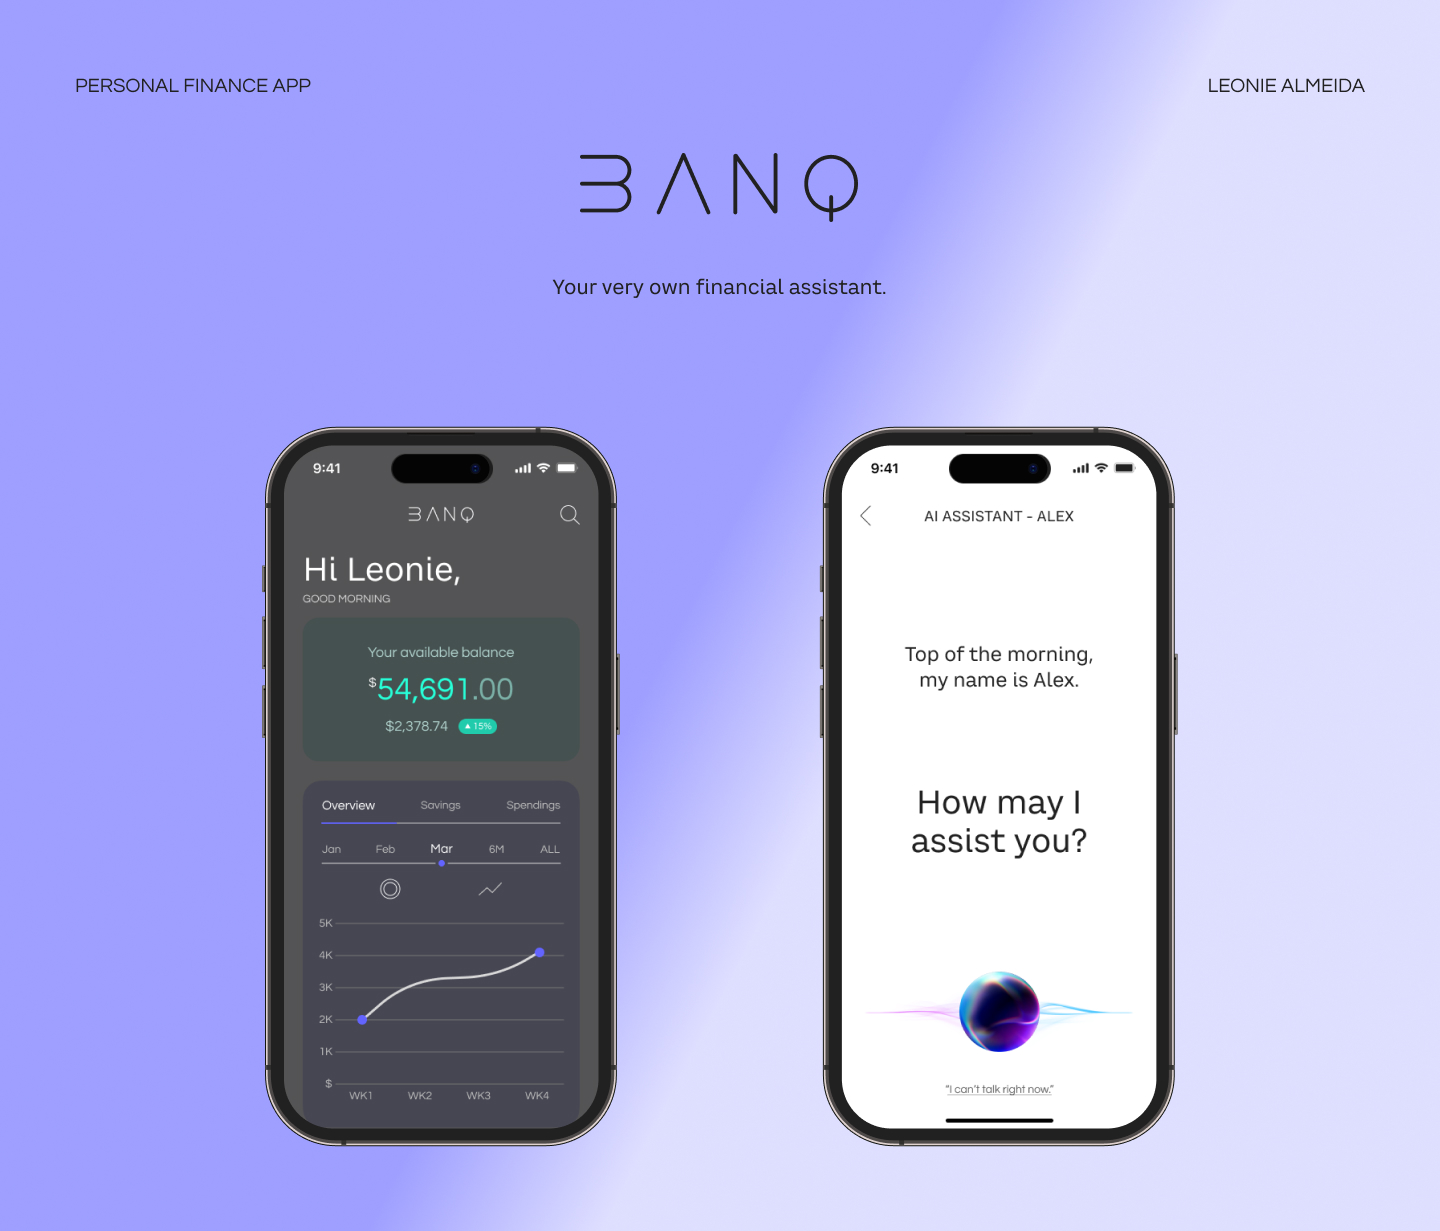 PERSONAL FINANCE APP
LEONIE ALMEIDA
BANQ
Your very own financial assistant.
9:41
BANQ
Hi Leonie,
GOOD MORNING
Your available balance
$54,691.00
$2,378.74 ▲ 15%
Overview Savings Spendings
Jan Feb Mar 6M ALL
5K
4K
3K
2K
1K
$
WK1 WK2 WK3 WK4
9:41
AI ASSISTANT - ALEX
Top of the morning,
my name is Alex.
How may I
assist you?
“I can’t talk right now.”